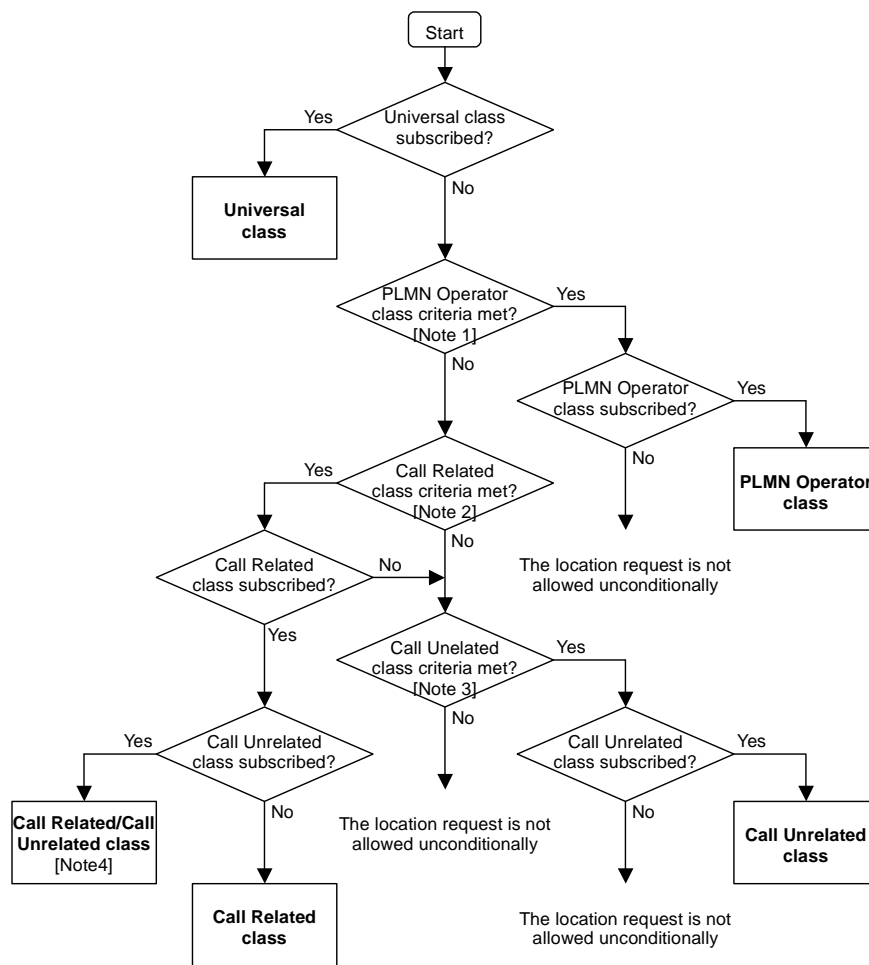 Start
Universal class
subscribed?
Yes
No
Universal
class
PLMN Operator
class criteria met?
[Note 1]
Yes
No
PLMN Operator
class subscribed?
Yes
No
PLMN Operator
class
The location request is not
allowed unconditionally
Call Related
class criteria met?
[Note 2]
Yes
No
Call Related
class subscribed?
No
Yes
Call Unelated
class criteria met?
[Note 3]
Yes
No
Call Unrelated
class subscribed?
Yes
No
Call Related/Call
Unrelated class
[Note4]
Call Related
class
The location request is not
allowed unconditionally
Call Unrelated
class subscribed?
Yes
No
Call Unrelated
class
The location request is not
allowed unconditionally